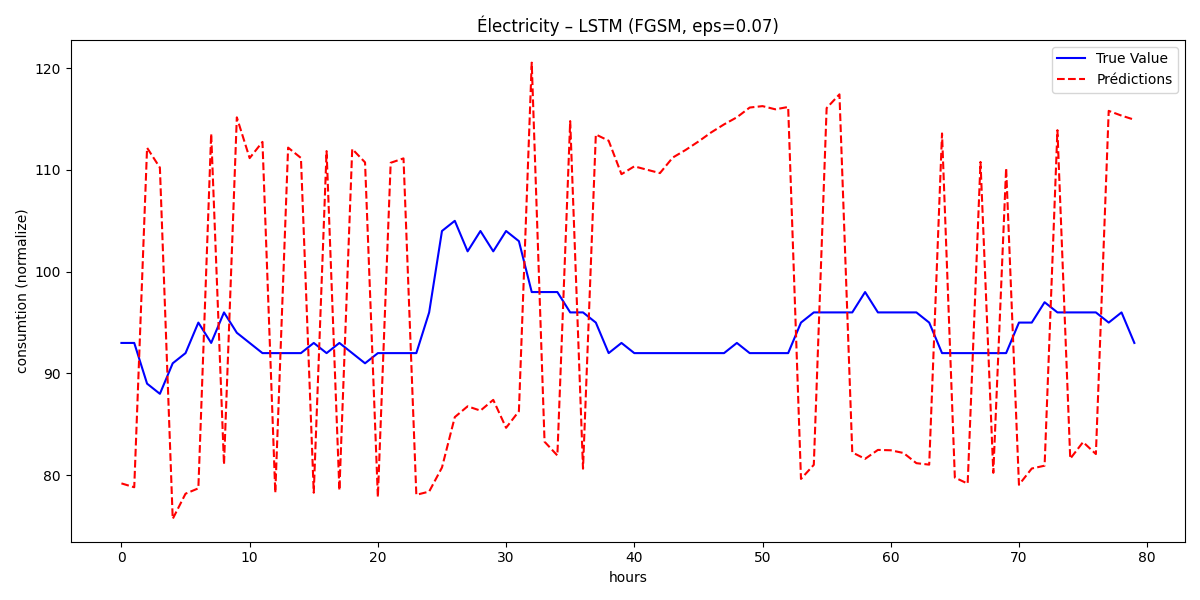 Électricity – LSTM (FGSM, eps=0.07)
True Value
Prédictions
consumtion (normalize)
120
110
100
90
80
0 10 20 30 40 50 60 70 80
hours